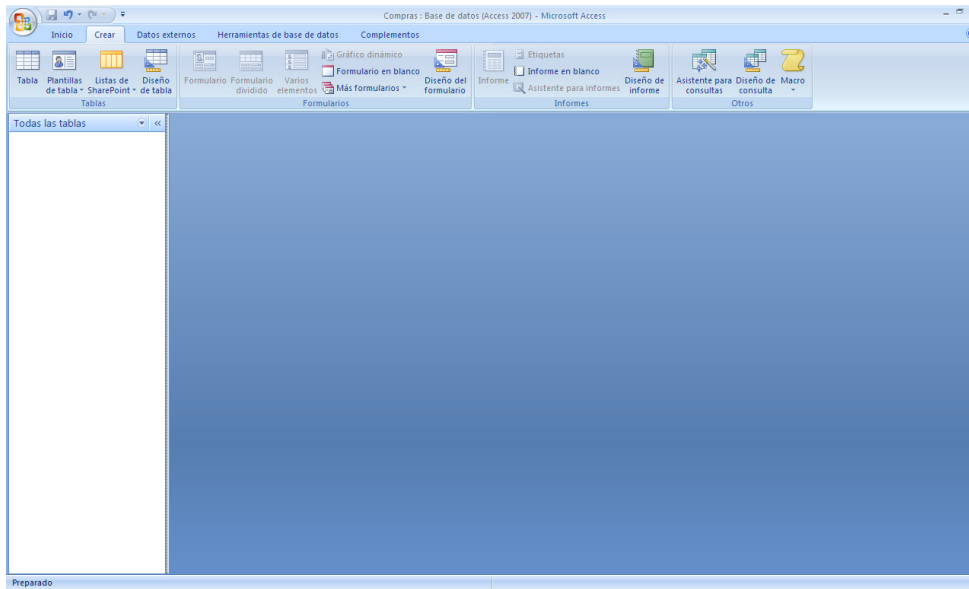 Compras : Base de datos (Access 2007) - Microsoft Access
Inicio Crear Datos externos Herramientas de base de datos Complementos
Tabla
Plantillas
de tabla
Listas de
SharePoint
Diseño
de tabla
Tablas
Formulario
Formulario
dividido
Varios
elementos
Gráfico dinámico
Formulario en blanco
Más formularios
Diseño del
formulario
Formularios
Informe
Etiquetas
Informe en blanco
Asistente para informes
Diseño de
informe
Informes
Asistente para
consultas
Diseño de
consulta
Macro
Otros
Todas las tablas
Preparado